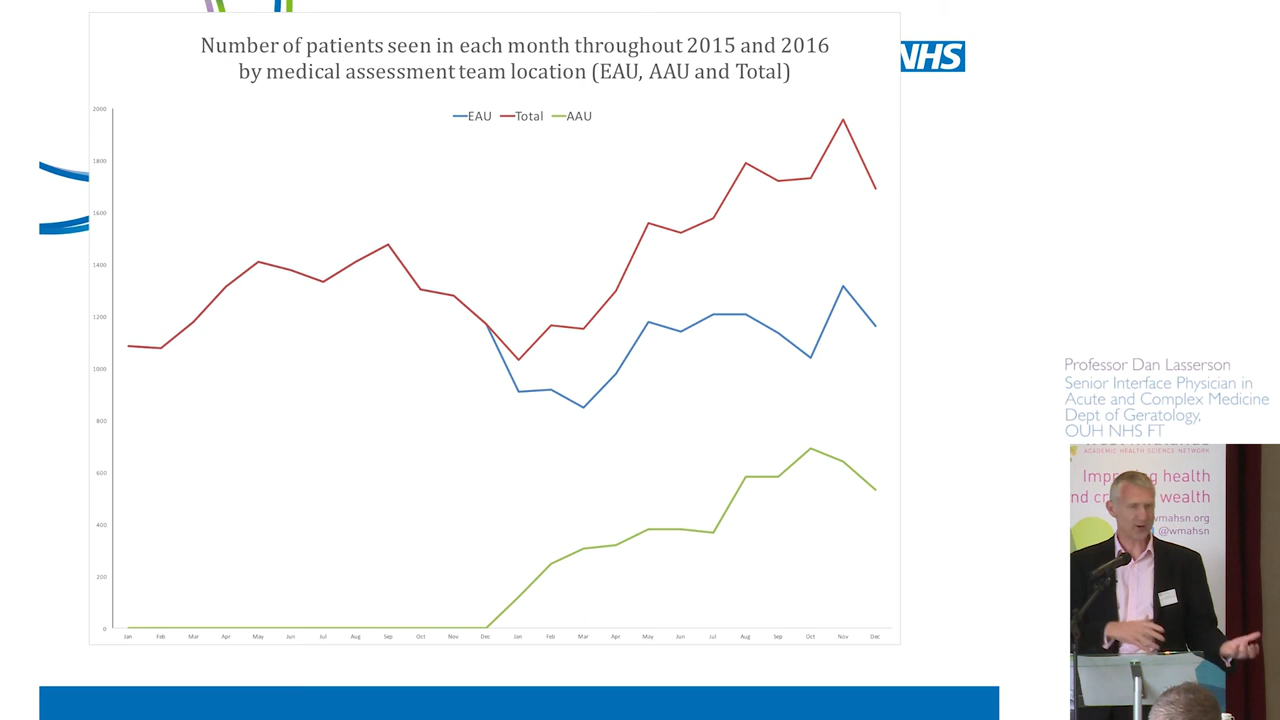 Number of patients seen in each month throughout 2015 and 2016
by medical assessment team location (EAU, AAU and Total)
NHS
EAU Total AAU
2000
1800
1600
1400
1200
1000
800
600
400
200
0
Jan Feb Mar Apr May Jun Jul Aug Sep Oct Nov Dec Jan Feb Mar Apr May Jun Jul Aug Sep Oct Nov Dec
Professor Dan Lasserson
Senior Interface Physician in
Acute and Complex Medicine
Dept of Geratology,
OUH NHS FT
ACADEMIC HEALTH SCIENCE NETWORK
health
wealth
wmahsn.org
@wmahsn